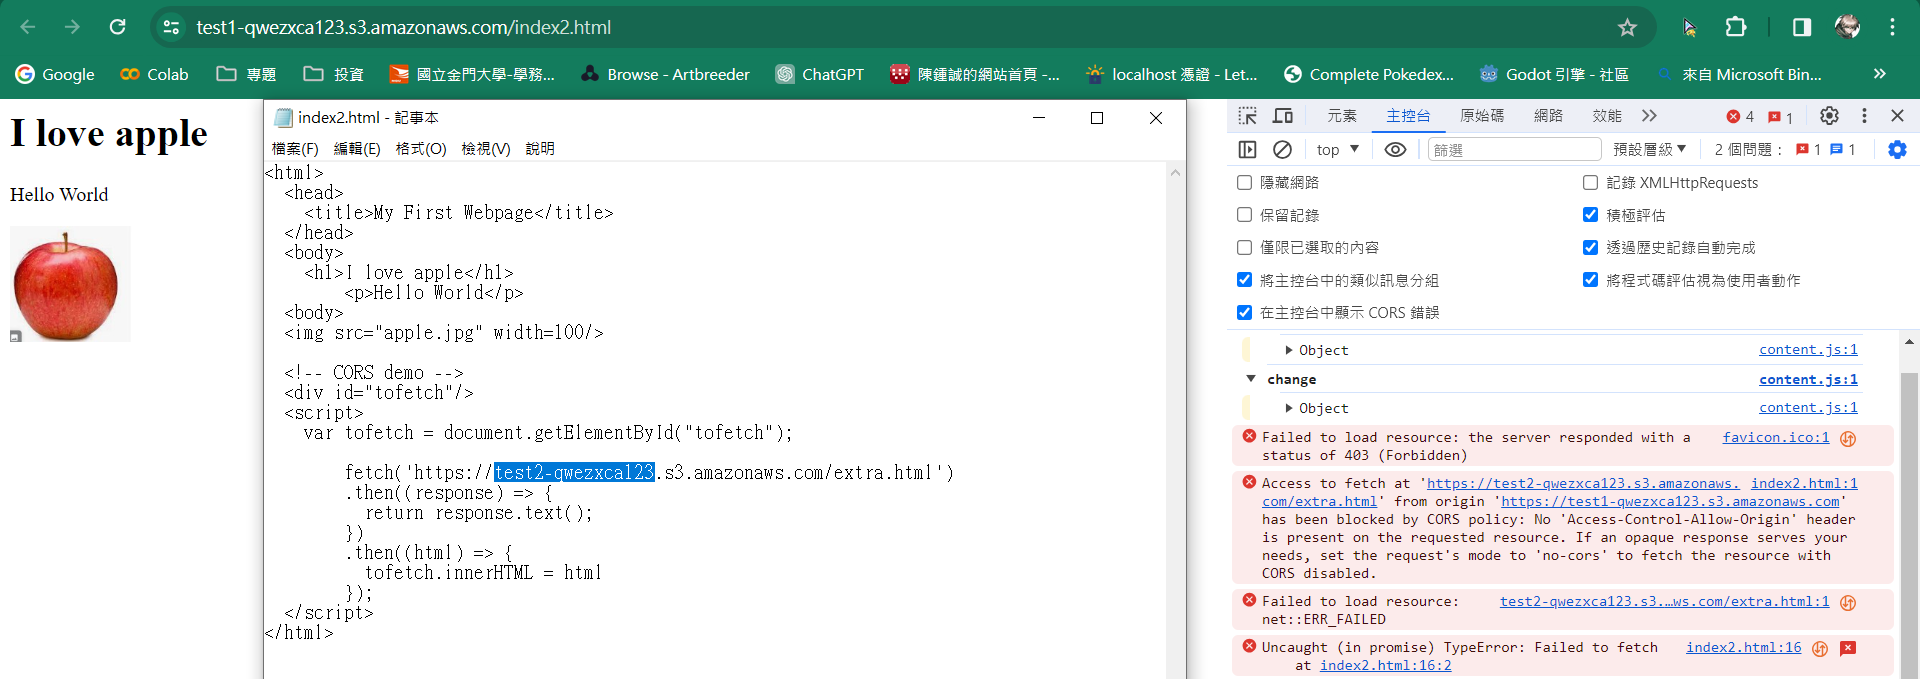 test1-qwezxca123.s3.amazonaws.com/index2.html
Google Colab 專題 投資 國立金門大學-學務... Browse - Artbreeder ChatGPT 陳鍾誠的網站首頁 -... localhost 憑證 - Let... Complete Pokedex... Godot 引擎 - 社區 來自 Microsoft Bin... »
I love apple
Hello World
index2.html - 記事本
檔案(F) 編輯(E) 格式(O) 檢視(V) 說明
<html>
<head>
<title>My First Webpage</title>
</head>
<body>
<h1>I love apple</h1>
<p>Hello World</p>
<body>
<img src="apple.jpg" width=100/>
<!-- CORS demo -->
<div id="tofetch"/>
<script>
var tofetch = document.getElementById("tofetch");
fetch('https://test2-qwezxca123.s3.amazonaws.com/extra.html')
.then((response) => {
return response.text();
})
.then((html) => {
tofetch.innerHTML = html
});
</script>
</html>
元素 主控台 原始碼 網路 效能 » 4 1
top ▼ 篩選 預設層級 ▼ 2 個問題： 1 1
隱藏網路 記錄 XMLHttpRequests
保留記錄 積極評估
僅限已選取的內容 透過歷史記錄自動完成
將主控台中的類似訊息分組 將程式碼評估視為使用者動作
在主控台中顯示 CORS 錯誤
▶ Object content.js:1
▼ change content.js:1
▶ Object content.js:1
Failed to load resource: the server responded with a favicon.ico:1
status of 403 (Forbidden)
Access to fetch at 'https://test2-qwezxca123.s3.amazonaws. index2.html:1
com/extra.html' from origin 'https://test1-qwezxca123.s3.amazonaws.com'
has been blocked by CORS policy: No 'Access-Control-Allow-Origin' header
is present on the requested resource. If an opaque response serves your
needs, set the request's mode to 'no-cors' to fetch the resource with
CORS disabled.
Failed to load resource: test2-qwezxca123.s3.…ws.com/extra.html:1
net::ERR_FAILED
Uncaught (in promise) TypeError: Failed to fetch index2.html:16
at index2.html:16:2